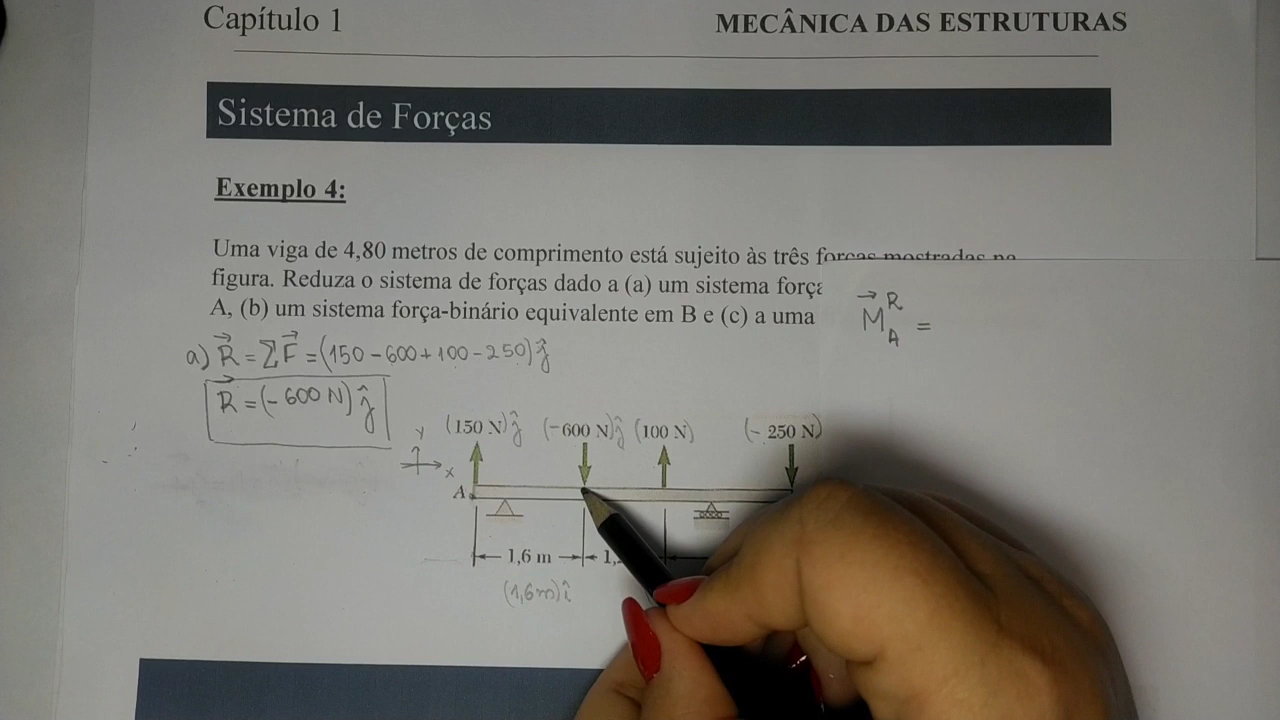 Capítulo 1 MECÂNICA DAS ESTRUTURAS
Sistema de Forças
Exemplo 4:
Uma viga de 4,80 metros de comprimento está sujeito às três forças mostradas na
figura. Reduza o sistema de forças dado a (a) um sistema força
A, (b) um sistema força-binário equivalente em B e (c) a uma
M⃗_A^R =
a) R⃗ = ΣF⃗ = (150 - 600 + 100 - 250) ĵ
R⃗ = (- 600 N) ĵ
(150 N) ĵ (-600 N) ĵ (100 N) (- 250 N)
y
x
A
1,6 m 1,
(1,6m) î